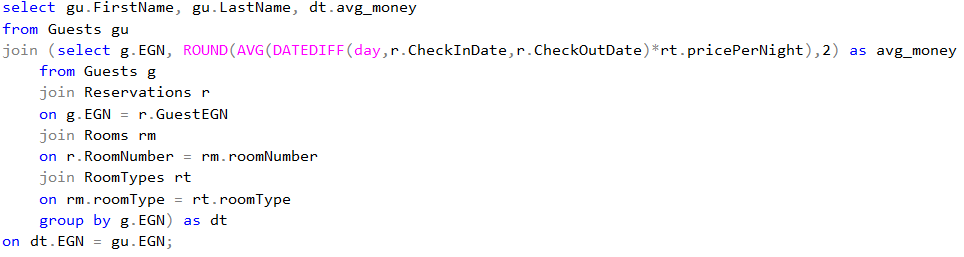 select gu.FirstName, gu.LastName, dt.avg_money
from Guests gu
join (select g.EGN, ROUND(AVG(DATEDIFF(day,r.CheckInDate,r.CheckOutDate)*rt.pricePerNight),2) as avg_money
from Guests g
join Reservations r
on g.EGN = r.GuestEGN
join Rooms rm
on r.RoomNumber = rm.roomNumber
join RoomTypes rt
on rm.roomType = rt.roomType
group by g.EGN) as dt
on dt.EGN = gu.EGN;